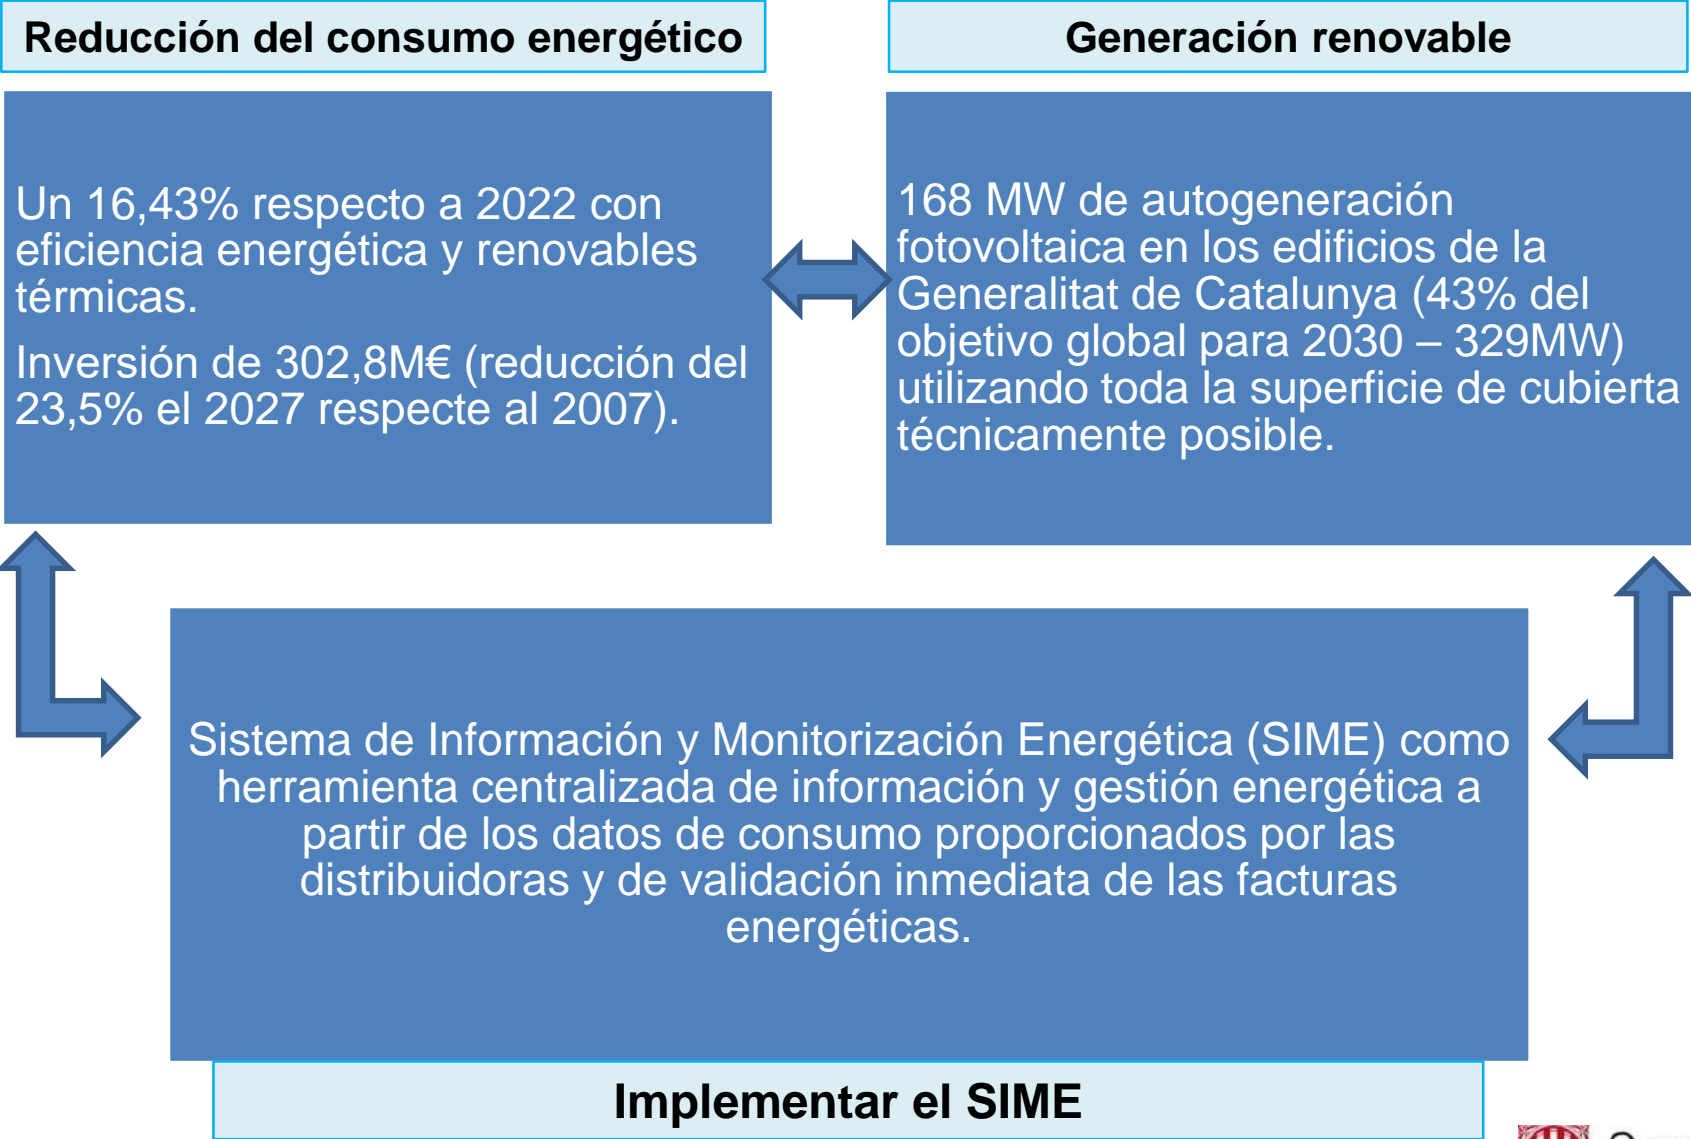 Reducción del consumo energético
Generación renovable
Un 16,43% respecto a 2022 con
eficiencia energética y renovables
térmicas.
Inversión de 302,8M€ (reducción del
23,5% el 2027 respecte al 2007).
168 MW de autogeneración
fotovoltaica en los edificios de la
Generalitat de Catalunya (43% del
objetivo global para 2030 – 329MW)
utilizando toda la superficie de cubierta
técnicamente posible.
Sistema de Información y Monitorización Energética (SIME) como
herramienta centralizada de información y gestión energética a
partir de los datos de consumo proporcionados por las
distribuidoras y de validación inmediata de las facturas
energéticas.
Implementar el SIME